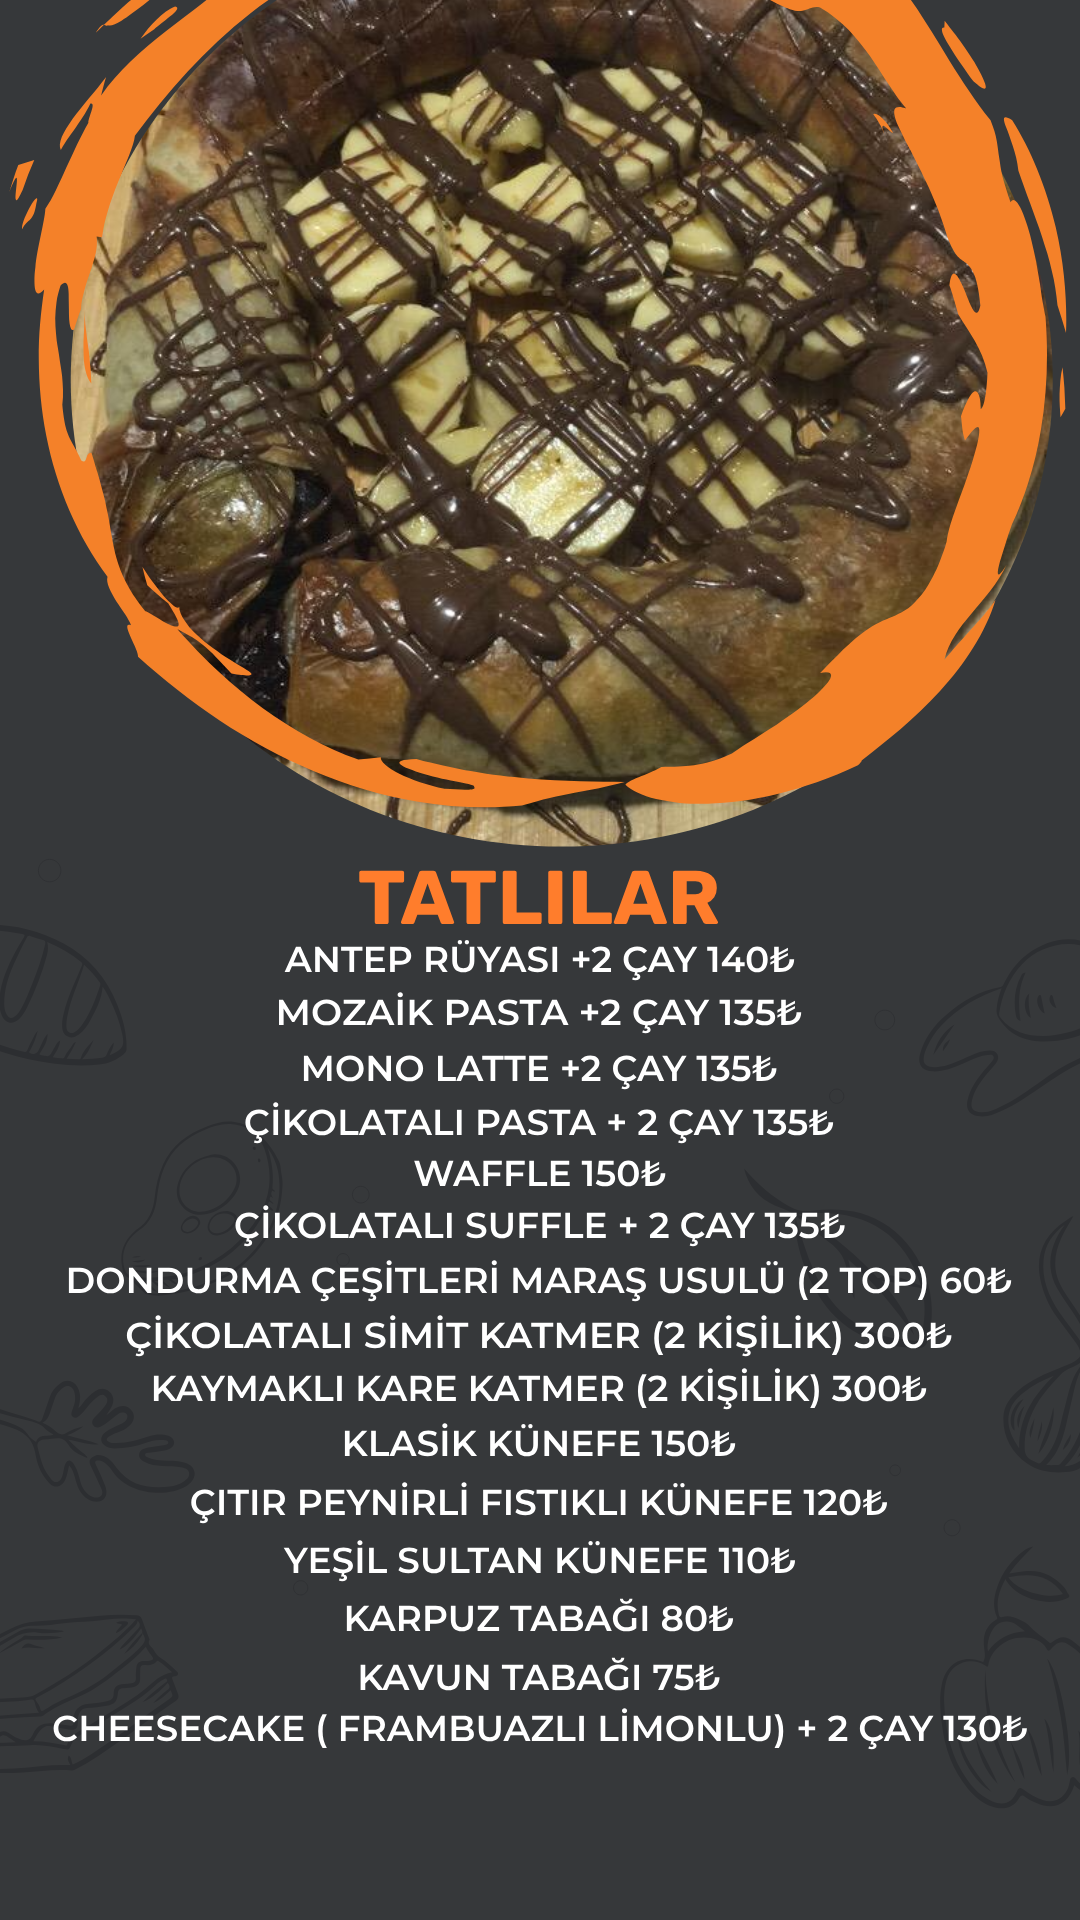 TATLILAR
ANTEP RÜYASI +2 ÇAY 140₺
MOZAİK PASTA +2 ÇAY 135₺
MONO LATTE +2 ÇAY 135₺
ÇİKOLATALI PASTA + 2 ÇAY 135₺
WAFFLE 150₺
ÇİKOLATALI SUFFLE + 2 ÇAY 135₺
DONDURMA ÇEŞİTLERİ MARAŞ USULÜ (2 TOP) 60₺
ÇİKOLATALI SİMİT KATMER (2 KİŞİLİK) 300₺
KAYMAKLI KARE KATMER (2 KİŞİLİK) 300₺
KLASİK KÜNEFE 150₺
ÇITIR PEYNİRLİ FISTIKLI KÜNEFE 120₺
YEŞİL SULTAN KÜNEFE 110₺
KARPUZ TABAĞI 80₺
KAVUN TABAĞI 75₺
CHEESECAKE ( FRAMBUAZLI LİMONLU) + 2 ÇAY 130₺